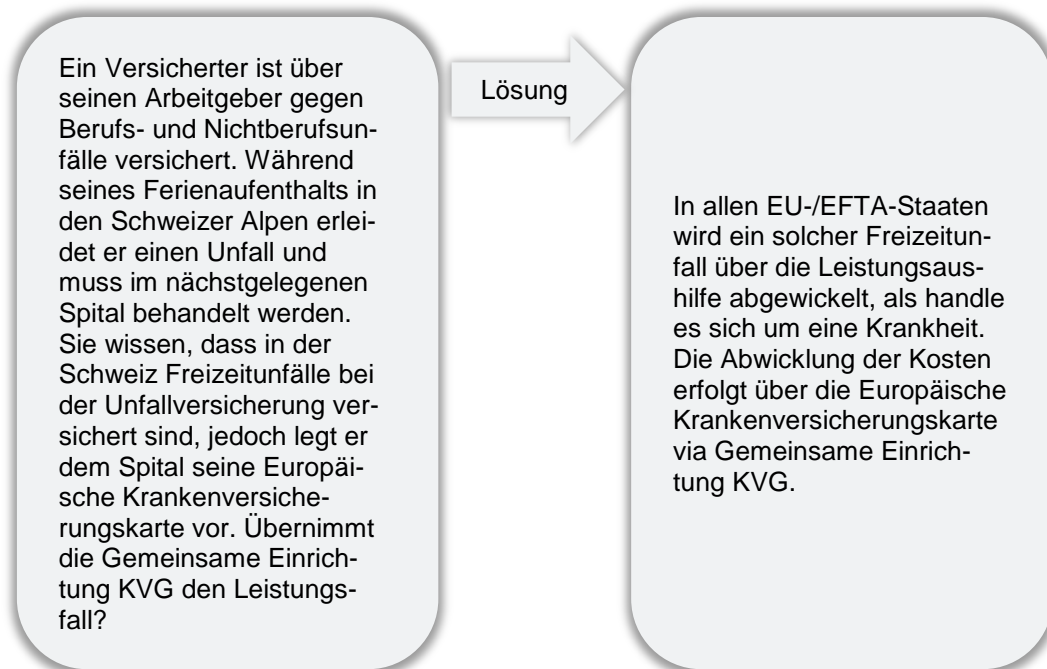 Ein Versicherter ist über
seinen Arbeitgeber gegen
Berufs- und Nichtberufsun-
fälle versichert. Während
seines Ferienaufenthalts in
den Schweizer Alpen erlei-
det er einen Unfall und
muss im nächstgelegenen
Spital behandelt werden.
Sie wissen, dass in der
Schweiz Freizeitunfälle bei
der Unfallversicherung ver-
sichert sind, jedoch legt er
dem Spital seine Europäi-
sche Krankenversiche-
rungskarte vor. Übernimmt
die Gemeinsame Einrich-
tung KVG den Leistungs-
fall?
Lösung
In allen EU-/EFTA-Staaten
wird ein solcher Freizeitun-
fall über die Leistungsaus-
hilfe abgewickelt, als handle
es sich um eine Krankheit.
Die Abwicklung der Kosten
erfolgt über die Europäische
Krankenversicherungskarte
via Gemeinsame Einrich-
tung KVG.